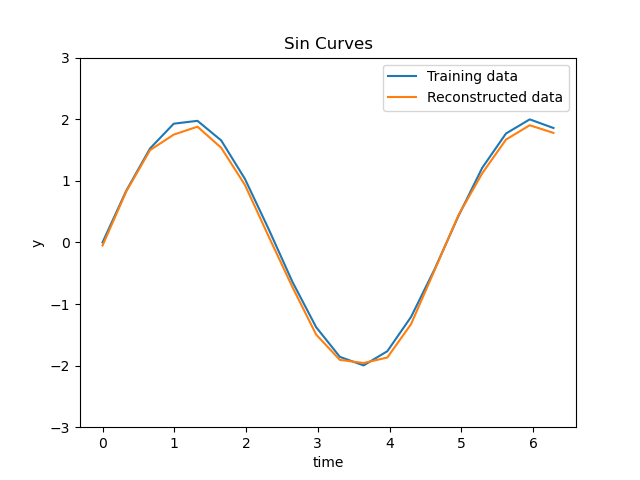 Sin Curves
Training data
Reconstructed data
3
2
1
0
−1
−2
−3
y
0 1 2 3 4 5 6
time